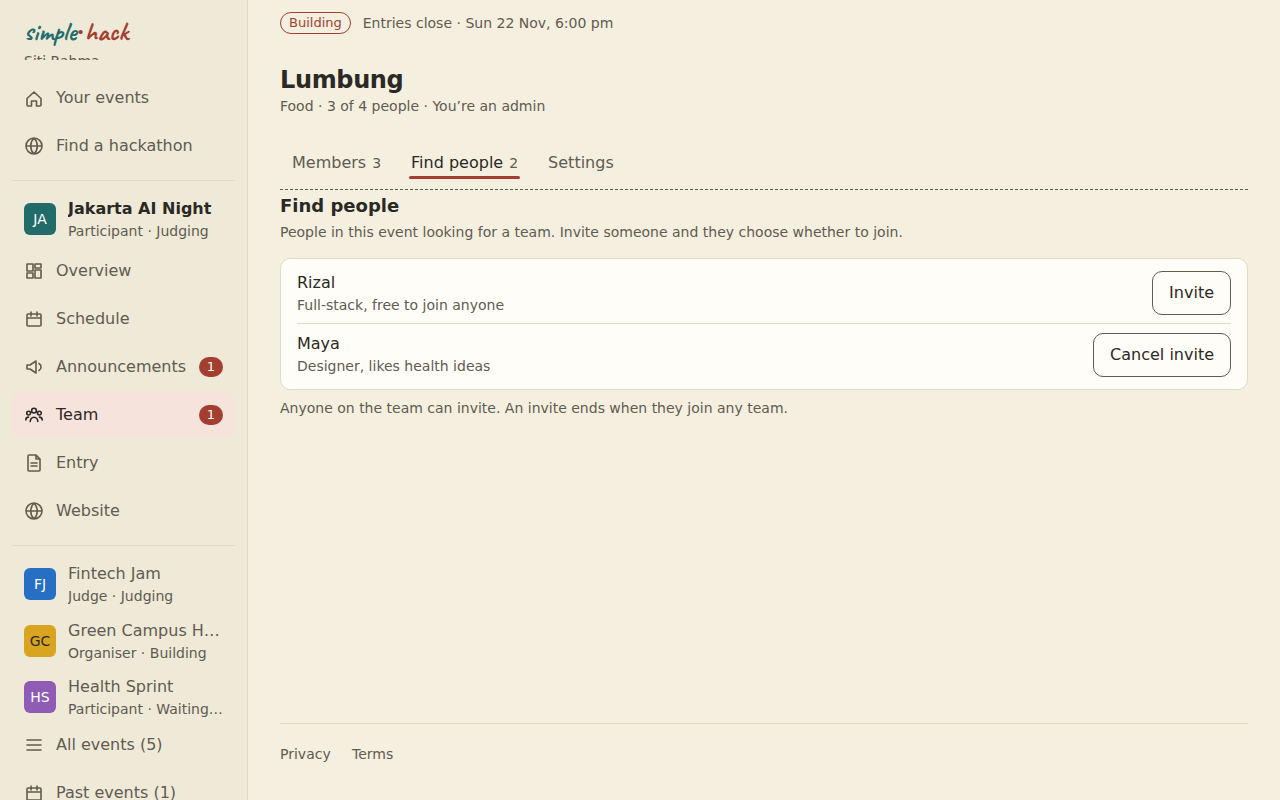 simple·hack
Siti Rahma
Your events
Find a hackathon
JA
Jakarta AI Night
Participant · Judging
Overview
Schedule
Announcements 1
Team 1
Entry
Website
FJ
Fintech Jam
Judge · Judging
GC
Green Campus H…
Organiser · Building
HS
Health Sprint
Participant · Waiting…
All events (5)
Past events (1)
Building Entries close · Sun 22 Nov, 6:00 pm
Lumbung
Food · 3 of 4 people · You’re an admin
Members 3 Find people 2 Settings
Find people
People in this event looking for a team. Invite someone and they choose whether to join.
Rizal
Full-stack, free to join anyone
Invite
Maya
Designer, likes health ideas
Cancel invite
Anyone on the team can invite. An invite ends when they join any team.
Privacy Terms